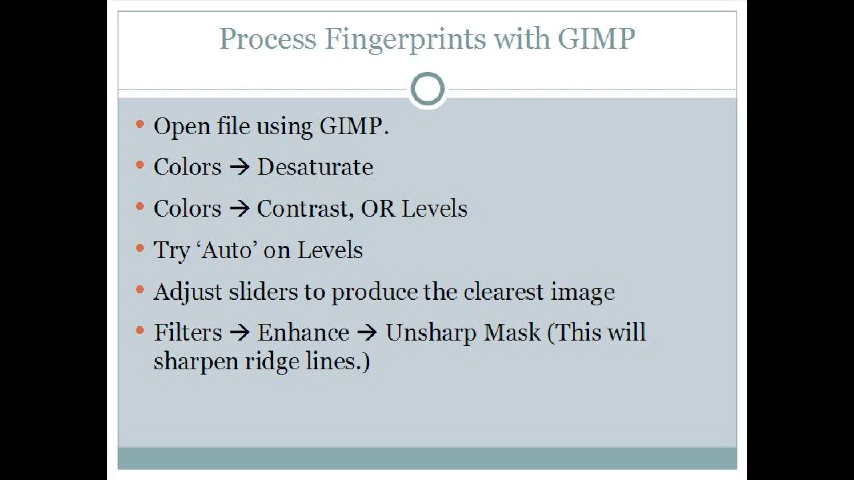 Process Fingerprints with GIMP
• Open file using GIMP.
• Colors → Desaturate
• Colors → Contrast, OR Levels
• Try ‘Auto’ on Levels
• Adjust sliders to produce the clearest image
• Filters → Enhance → Unsharp Mask (This will
sharpen ridge lines.)